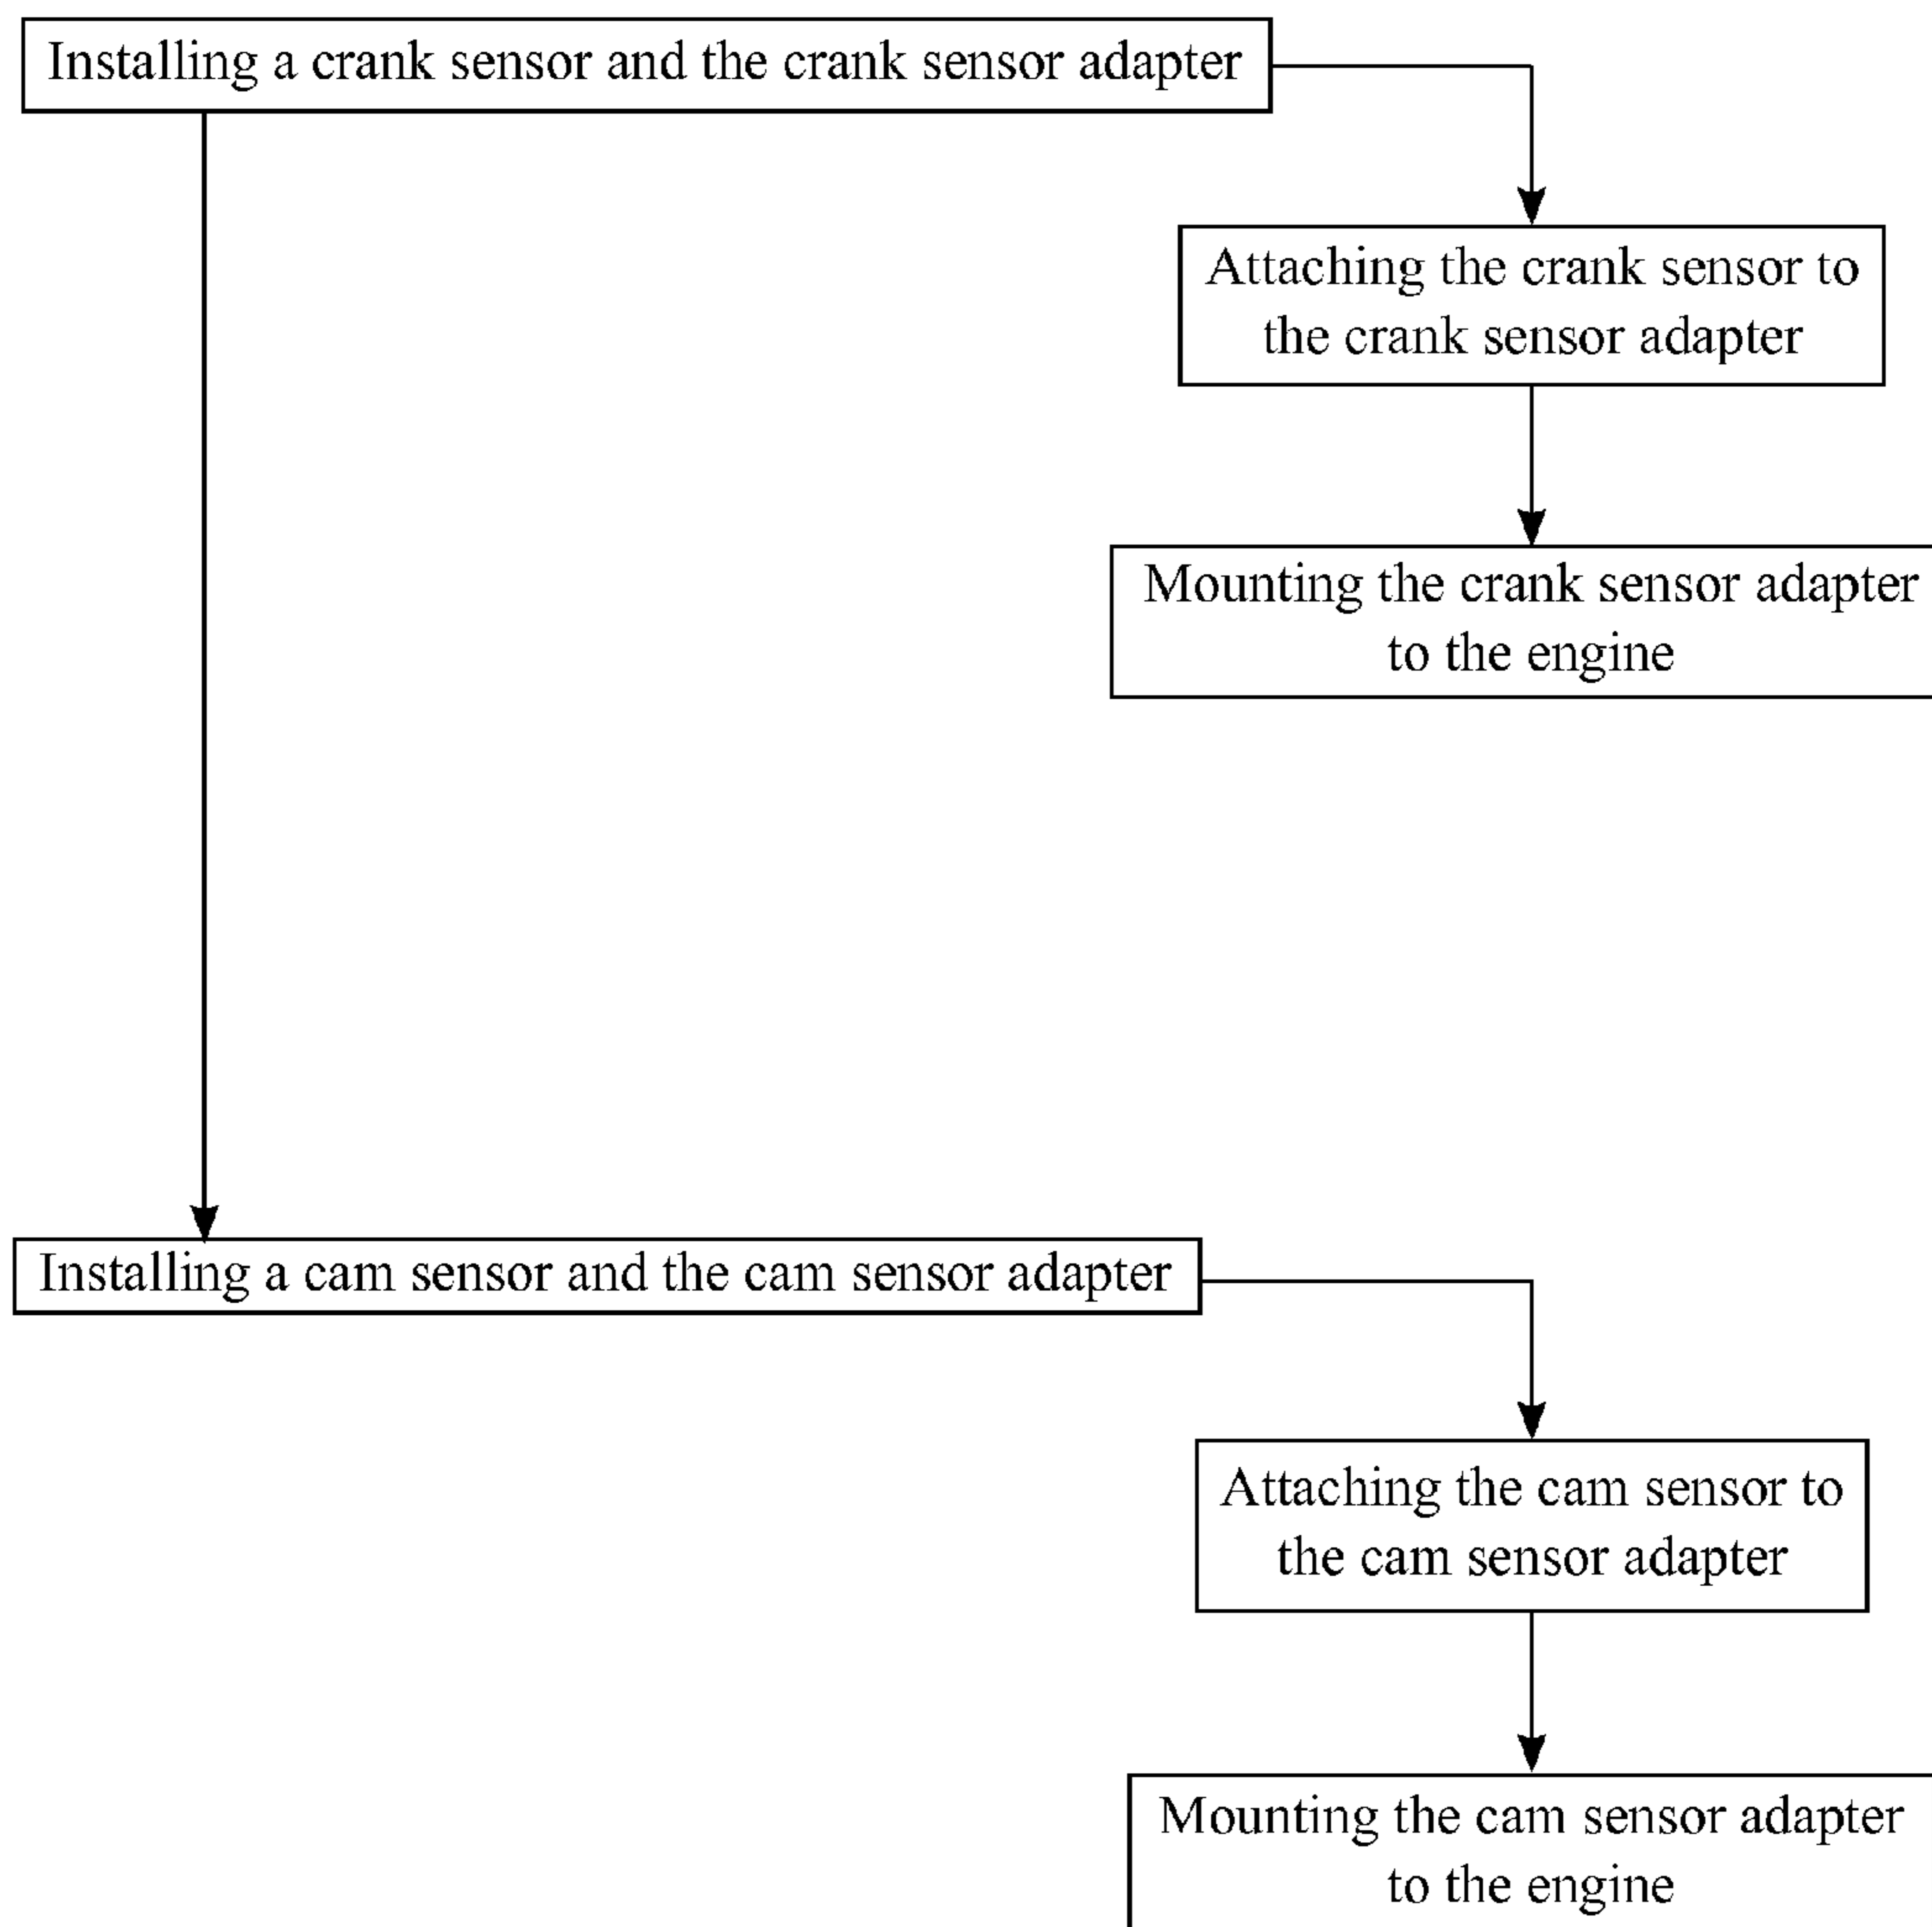 Installing a crank sensor and the crank sensor adapter
Attaching the crank sensor to
the crank sensor adapter
Mounting the crank sensor adapter
to the engine
Installing a cam sensor and the cam sensor adapter
Attaching the cam sensor to
the cam sensor adapter
Mounting the cam sensor adapter
to the engine